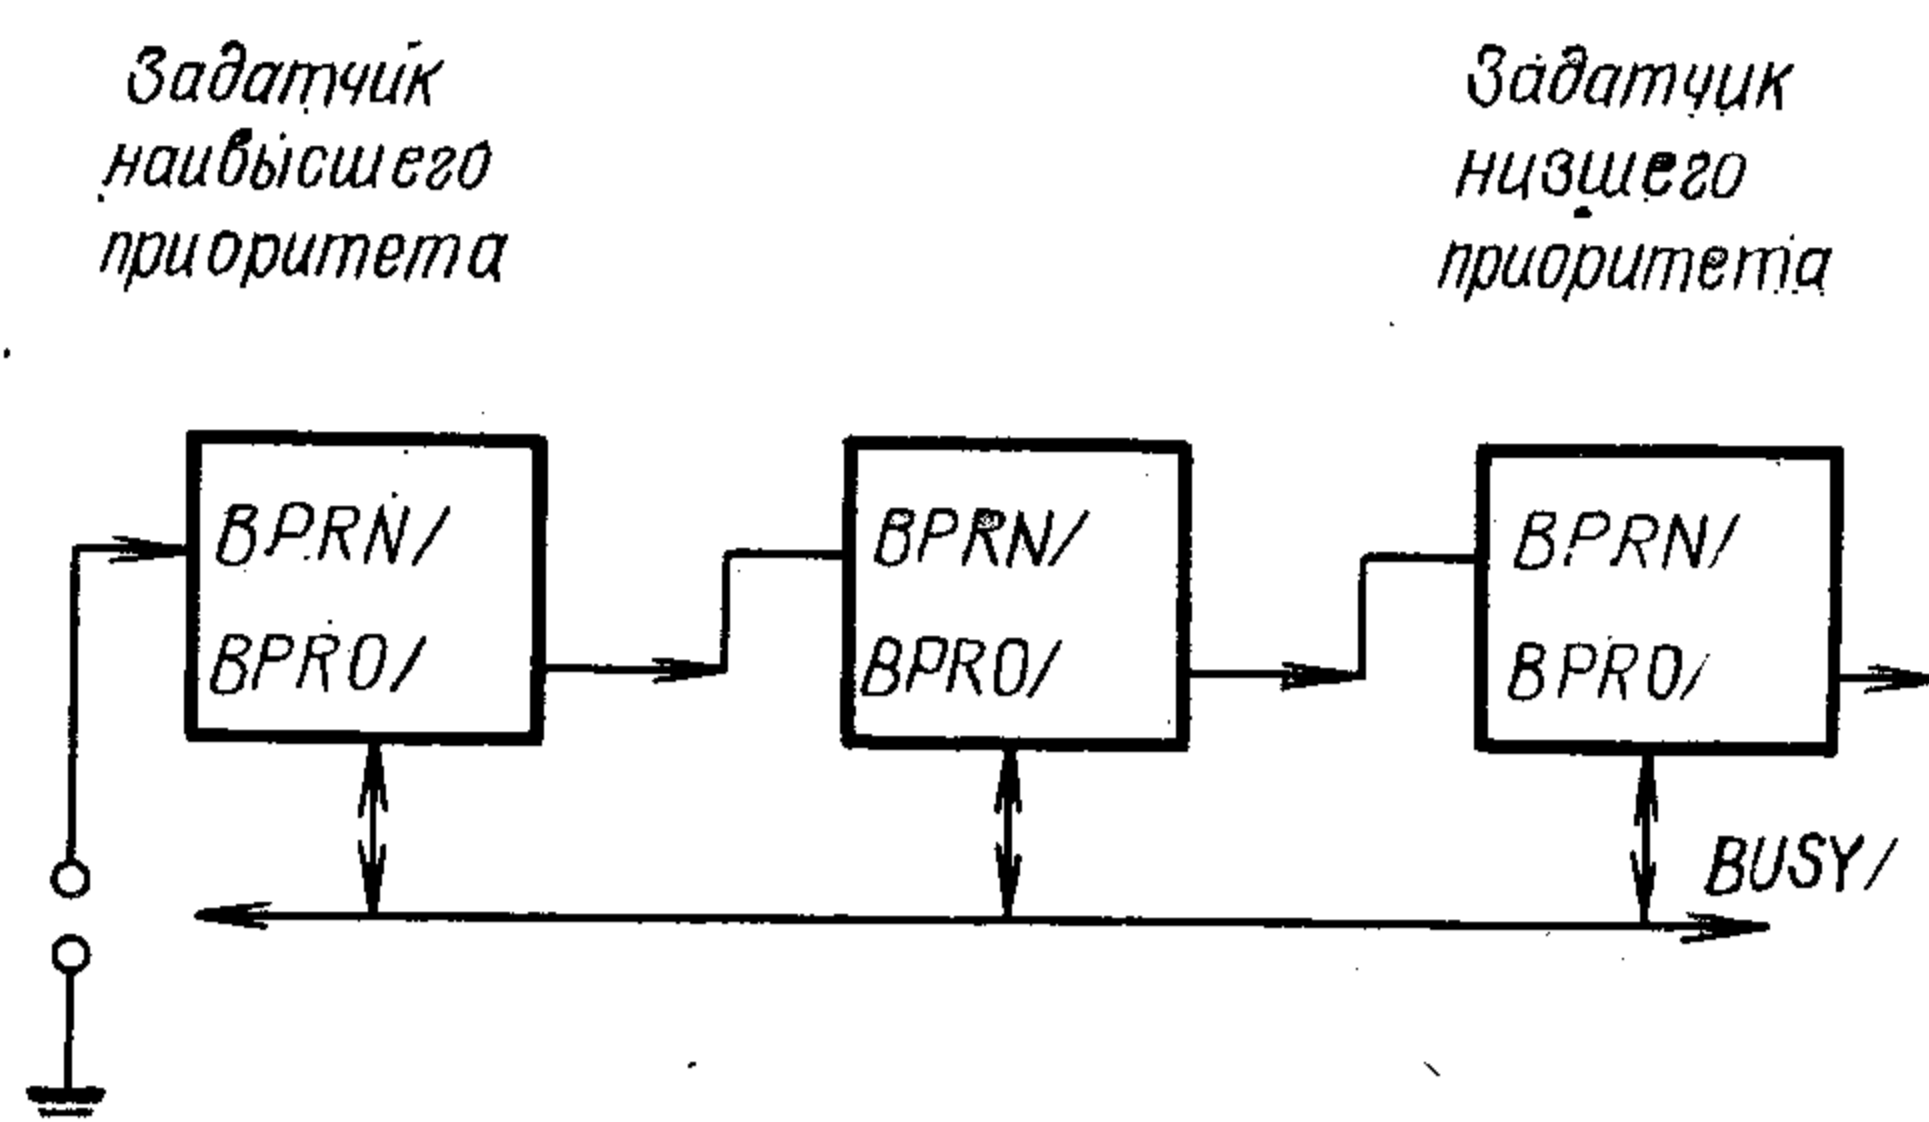 Задатчик
наивысшего
приоритета
Задатчик
низшего
приоритета
BPRN/
BPRO/
BPRN/
BPRO/
BPRN/
BPRO/
BUSY/